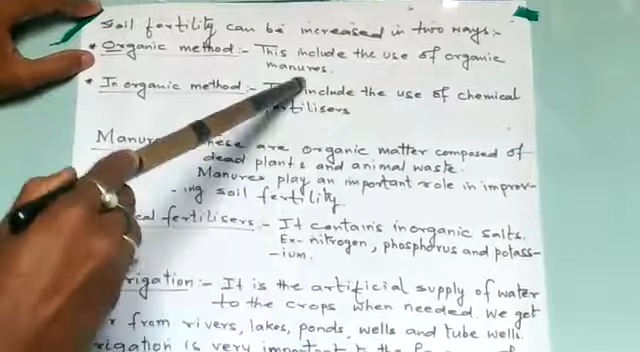 Soil fertility can be increased in two ways:-
* Organic method:- This include the use of organic
manures.
* In organic method:- include the use of chemical
fertilisers
Manures are organic matter composed of
dead plants and animal waste.
Manures play an important role in improv-
-ing soil fertility.
fertilisers:- It contains inorganic salts.
Ex- nitrogen, phosphorus and potass-
-ium.
It is the artificial supply of water
to the crops when needed. We get
from rivers, lakes, ponds, wells and tube wells.
is very important